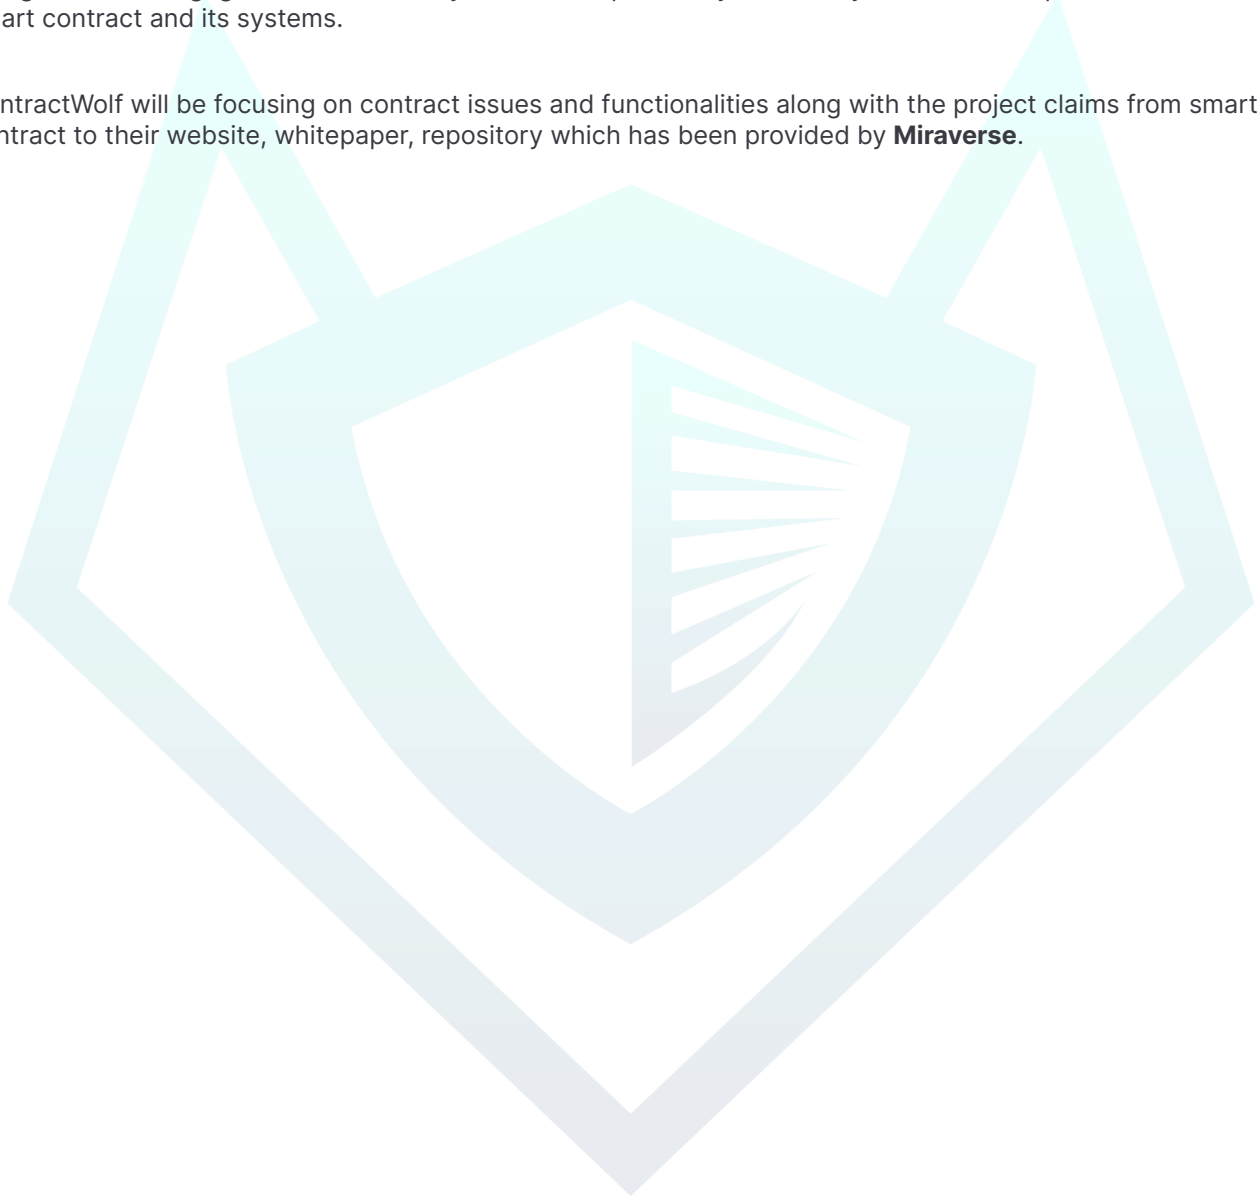 art contract and its systems.
ntractWolf will be focusing on contract issues and functionalities along with the project claims from smart
ntract to their website, whitepaper, repository which has been provided by Miraverse.